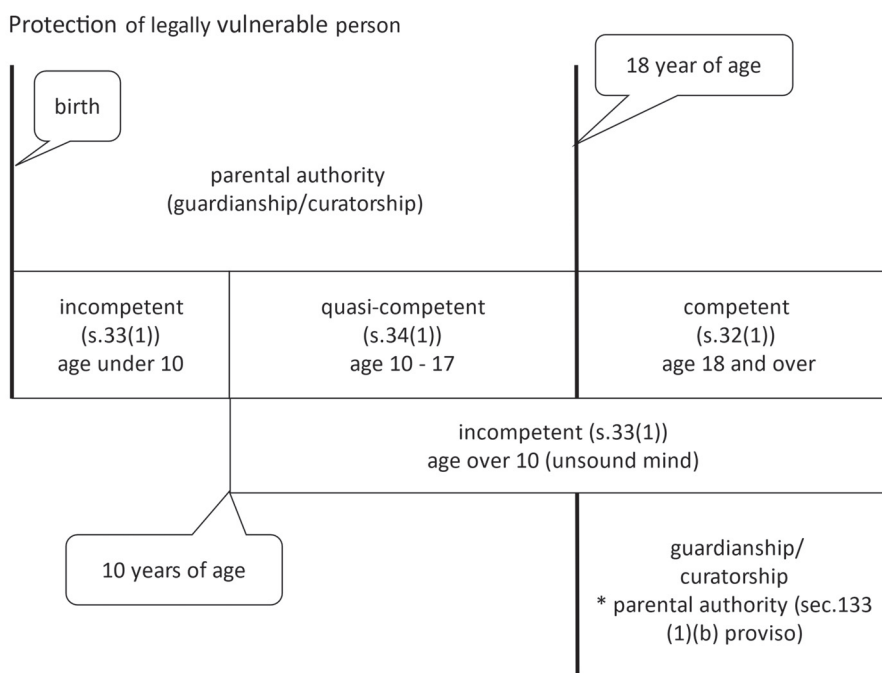 Protection of legally vulnerable person
18 year of age
birth
parental authority
(guardianship/curatorship)
incompetent
(s.33(1))
age under 10
quasi-competent
(s.34(1))
age 10 - 17
competent
(s.32(1))
age 18 and over
incompetent (s.33(1))
age over 10 (unsound mind)
10 years of age
guardianship/
curatorship
* parental authority (sec.133
(1)(b) proviso)